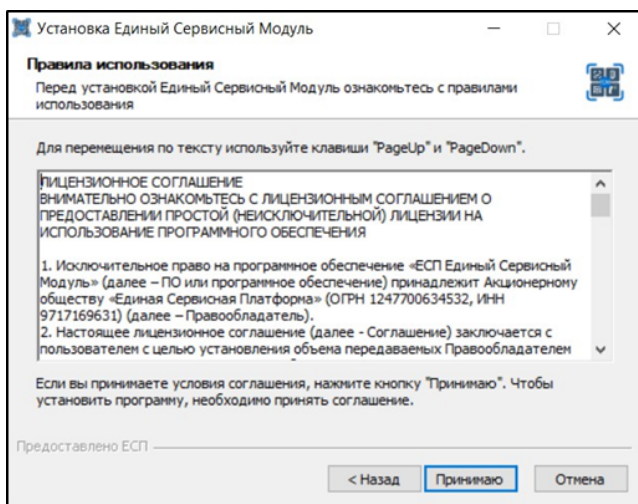 Установка Единый Сервисный Модуль
Правила использования
Перед установкой Единый Сервисный Модуль ознакомьтесь с правилами
использования
Для перемещения по тексту используйте клавиши "PageUp" и "PageDown".
ЛИЦЕНЗИОННОЕ СОГЛАШЕНИЕ
ВНИМАТЕЛЬНО ОЗНАКОМЬТЕСЬ С ЛИЦЕНЗИОННЫМ СОГЛАШЕНИЕМ О
ПРЕДОСТАВЛЕНИИ ПРОСТОЙ (НЕИСКЛЮЧИТЕЛЬНОЙ) ЛИЦЕНЗИИ НА
ИСПОЛЬЗОВАНИЕ ПРОГРАММНОГО ОБЕСПЕЧЕНИЯ
1. Исключительное право на программное обеспечение «ЕСП Единый Сервисный
Модуль» (далее – ПО или программное обеспечение) принадлежит Акционерному
обществу «Единая Сервисная Платформа» (ОГРН 1247700634532, ИНН
9717169631) (далее – Правообладатель).
2. Настоящее лицензионное соглашение (далее - Соглашение) заключается с
пользователем с целью установления объема передаваемых Правообладателем
Если вы принимаете условия соглашения, нажмите кнопку "Принимаю". Чтобы
установить программу, необходимо принять соглашение.
Предоставлено ЕСП
< Назад Принимаю Отмена